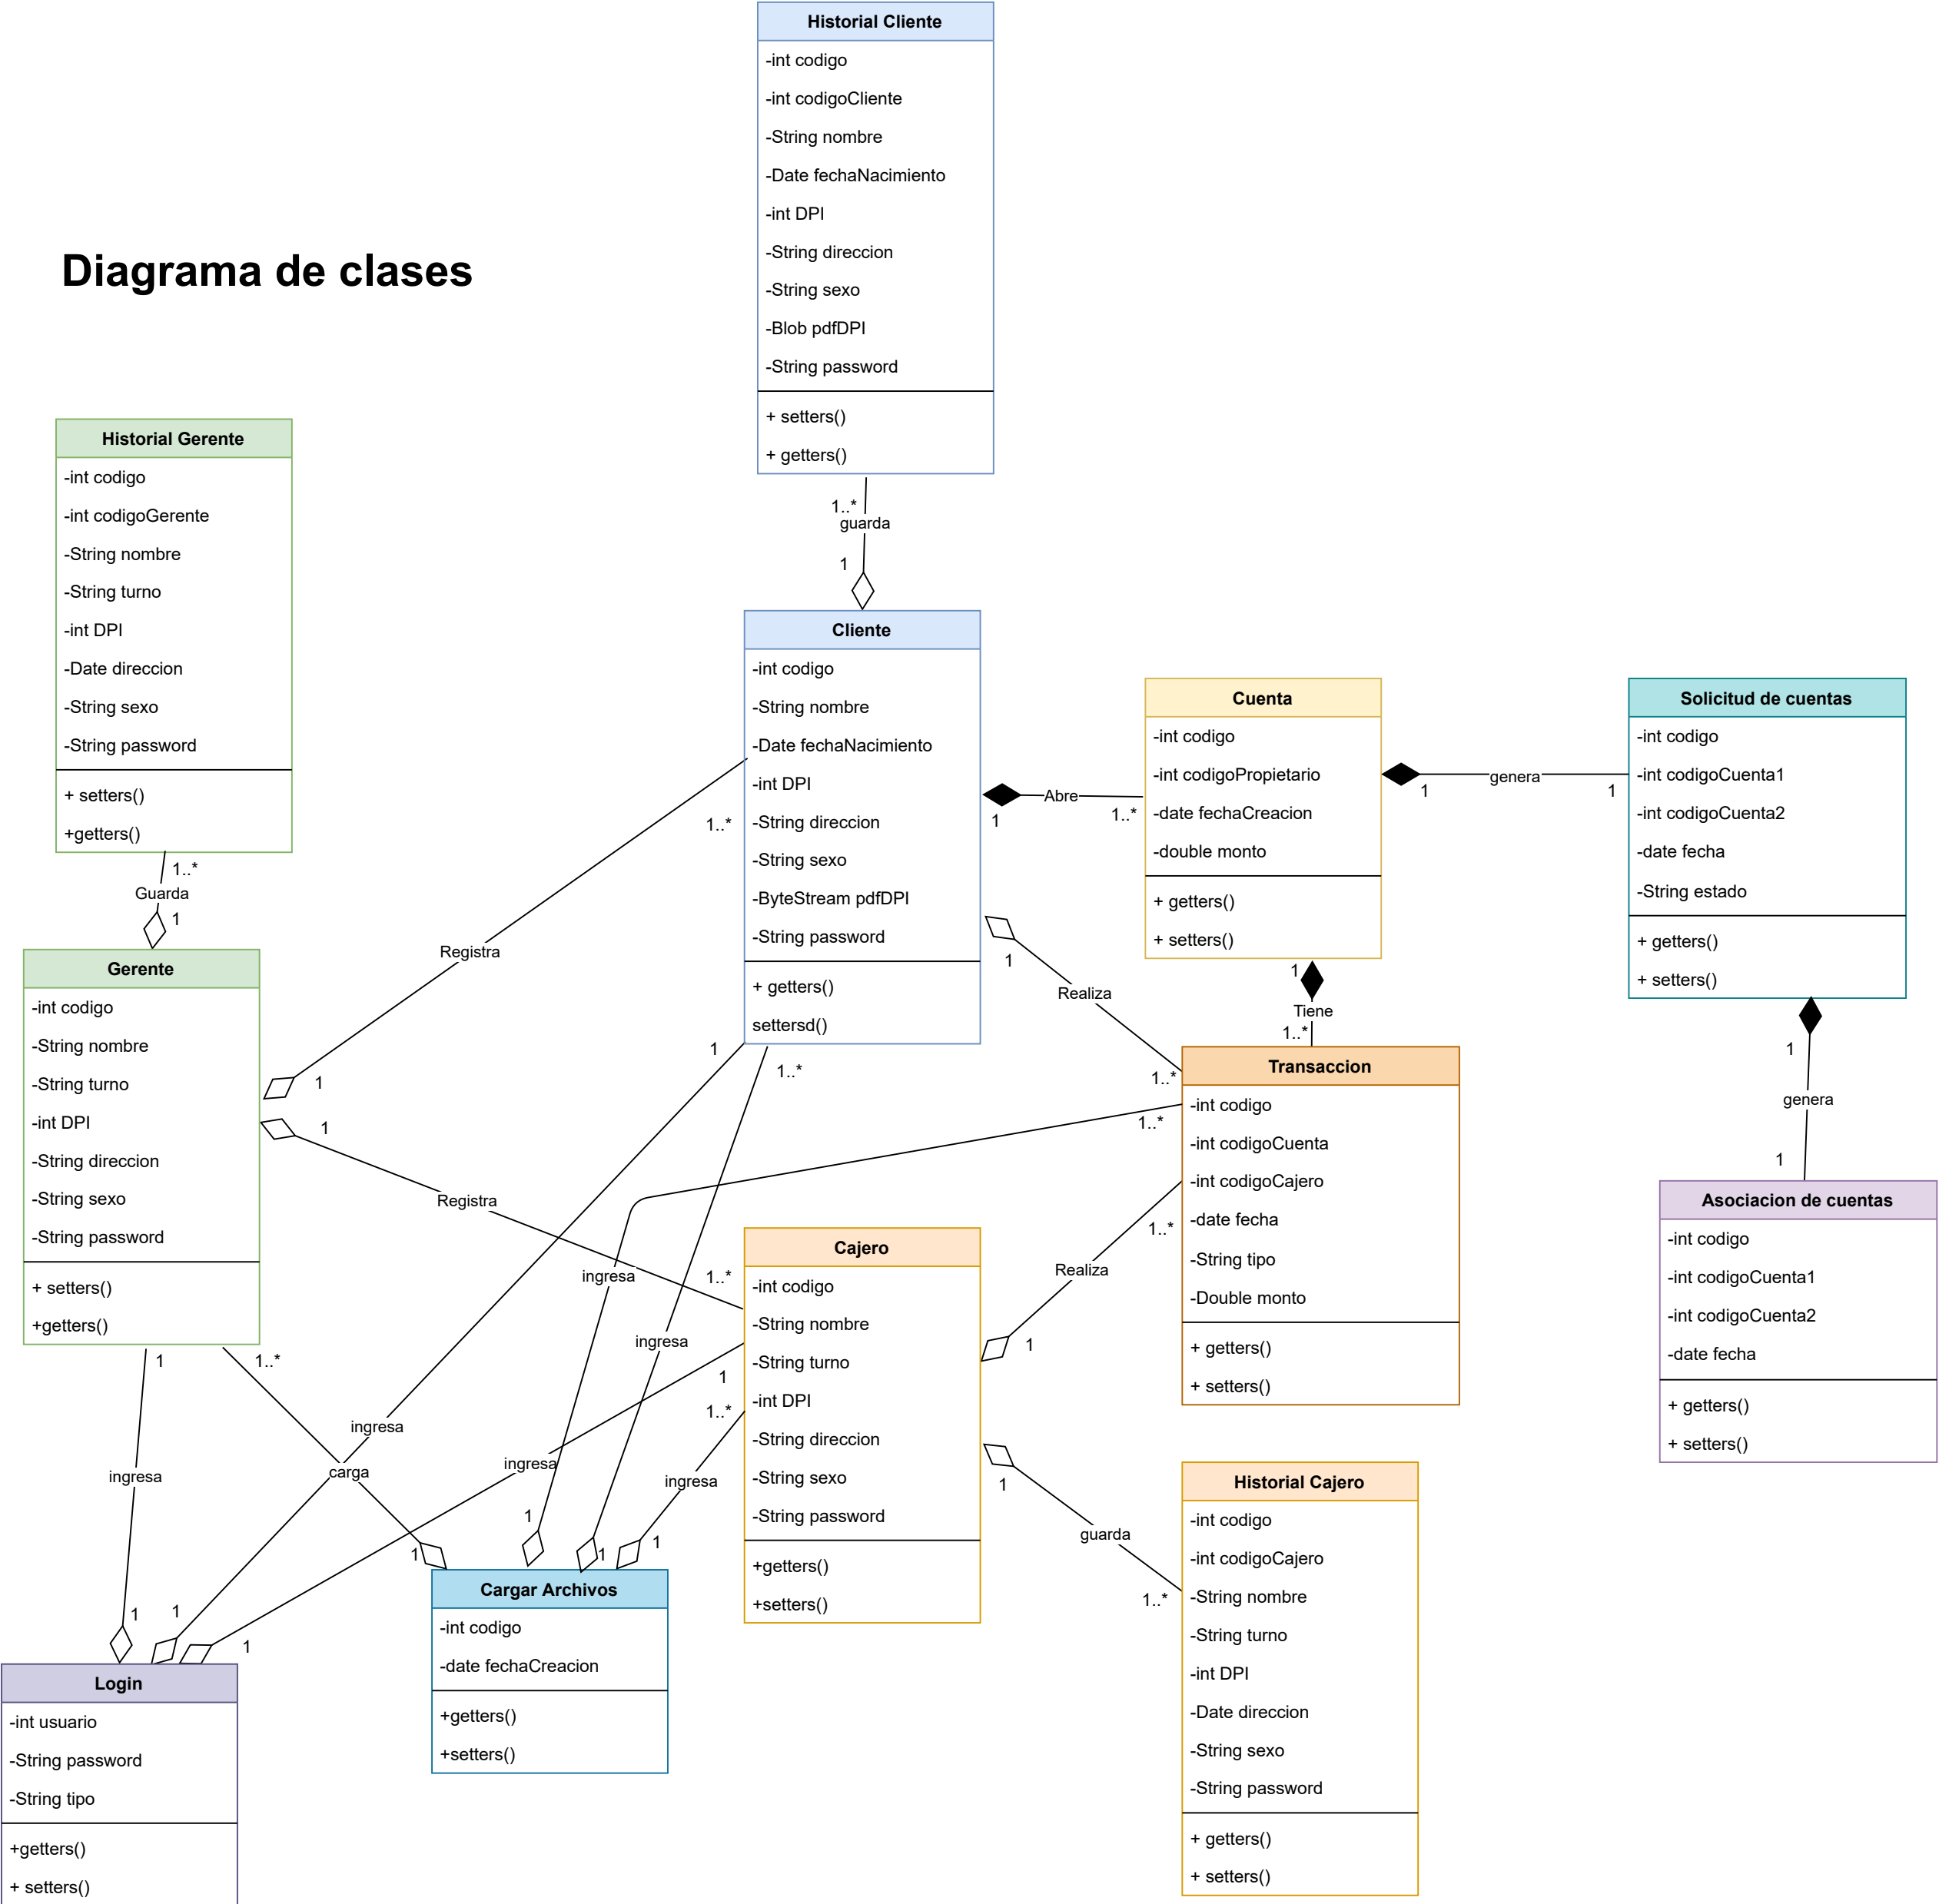 Diagrama de clases
Historial Cliente
-int codigo
-int codigoCliente
-String nombre
-Date fechaNacimiento
-int DPI
-String direccion
-String sexo
-Blob pdfDPI
-String password
+ setters()
+ getters()
1..*
guarda
1
Historial Gerente
-int codigo
-int codigoGerente
-String nombre
-String turno
-int DPI
-Date direccion
-String sexo
-String password
+ setters()
+getters()
1..*
Guarda
1
Cliente
-int codigo
-String nombre
-Date fechaNacimiento
-int DPI
-String direccion
-String sexo
-ByteStream pdfDPI
-String password
+ getters()
settersd()
Abre
1
1..*
Cuenta
-int codigo
-int codigoPropietario
-date fechaCreacion
-double monto
+ getters()
+ setters()
genera
1
1
Solicitud de cuentas
-int codigo
-int codigoCuenta1
-int codigoCuenta2
-date fecha
-String estado
+ getters()
+ setters()
1
genera
1
Asociacion de cuentas
-int codigo
-int codigoCuenta1
-int codigoCuenta2
-date fecha
+ getters()
+ setters()
1..*
Registra
1
Gerente
-int codigo
-String nombre
-String turno
-int DPI
-String direccion
-String sexo
-String password
+ setters()
+getters()
1
Registra
1..*
1
Realiza
1..*
1
Tiene
1..*
Transaccion
-int codigo
-int codigoCuenta
-int codigoCajero
-date fecha
-String tipo
-Double monto
+ getters()
+ setters()
1..*
ingresa
1
1..*
Realiza
1
Cajero
-int codigo
-String nombre
-String turno
-int DPI
-String direccion
-String sexo
-String password
+getters()
+setters()
1
guarda
1..*
Historial Cajero
-int codigo
-int codigoCajero
-String nombre
-String turno
-int DPI
-Date direccion
-String sexo
-String password
+ getters()
+ setters()
1
ingresa
1
1..*
ingresa
1
1
ingresa
1
1..*
ingresa
1
1
ingresa
1
1..*
carga
1
Cargar Archivos
-int codigo
-date fechaCreacion
+getters()
+setters()
Login
-int usuario
-String password
-String tipo
+getters()
+ setters()